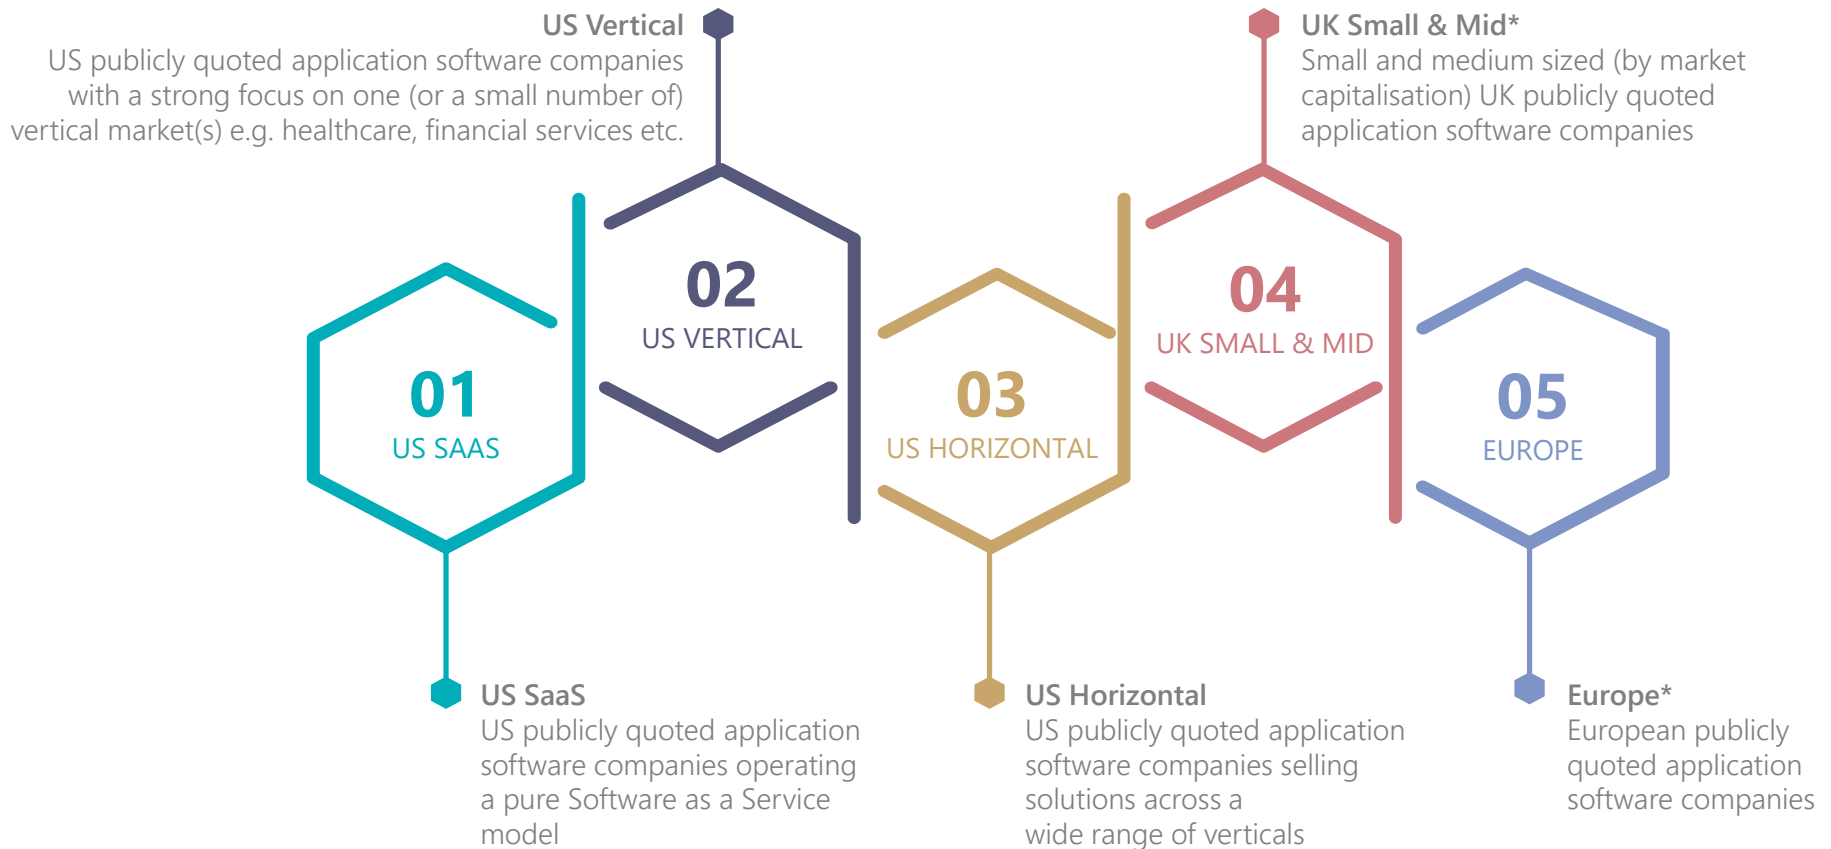 US Vertical
US publicly quoted application software companies
with a strong focus on one (or a small number of)
vertical market(s) e.g. healthcare, financial services etc.
UK Small & Mid*
Small and medium sized (by market
capitalisation) UK publicly quoted
application software companies
01
US SAAS
02
US VERTICAL
03
US HORIZONTAL
04
UK SMALL & MID
05
EUROPE
US SaaS
US publicly quoted application
software companies operating
a pure Software as a Service
model
US Horizontal
US publicly quoted application
software companies selling
solutions across a
wide range of verticals
Europe*
European publicly
quoted application
software companies